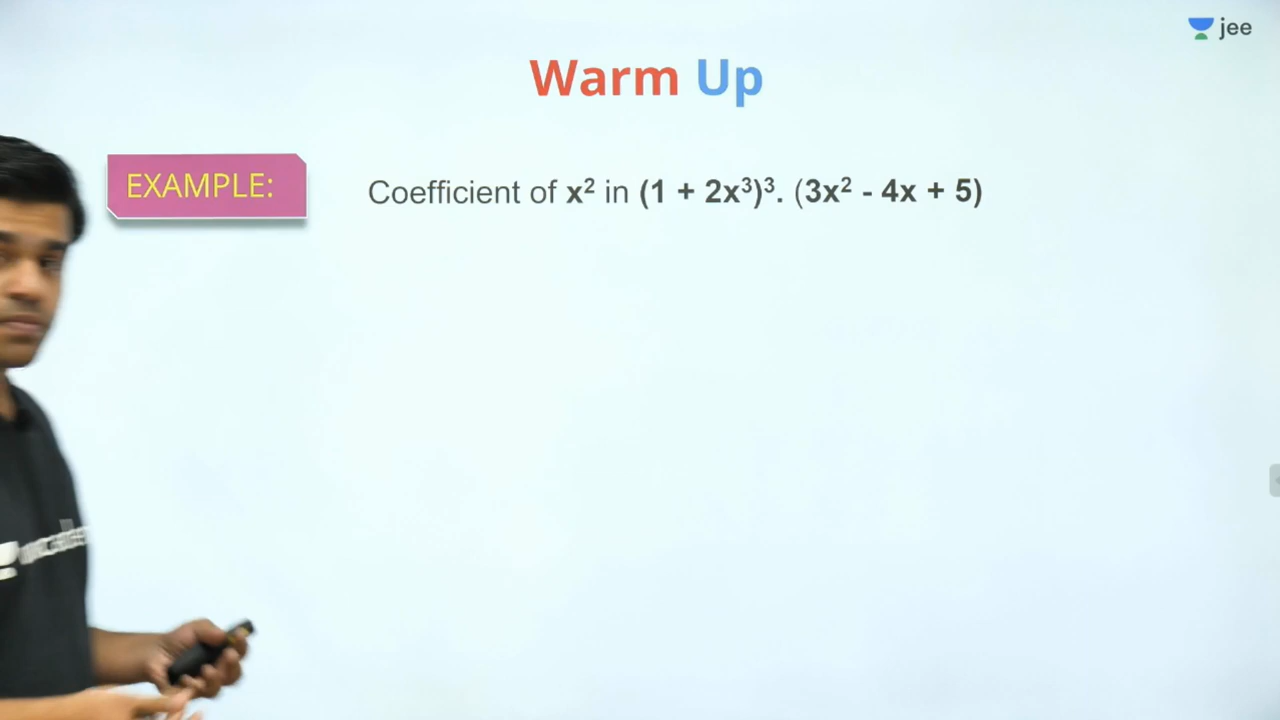 jee
Warm Up
EXAMPLE:
Coefficient of x² in (1 + 2x³)³. (3x² - 4x + 5)